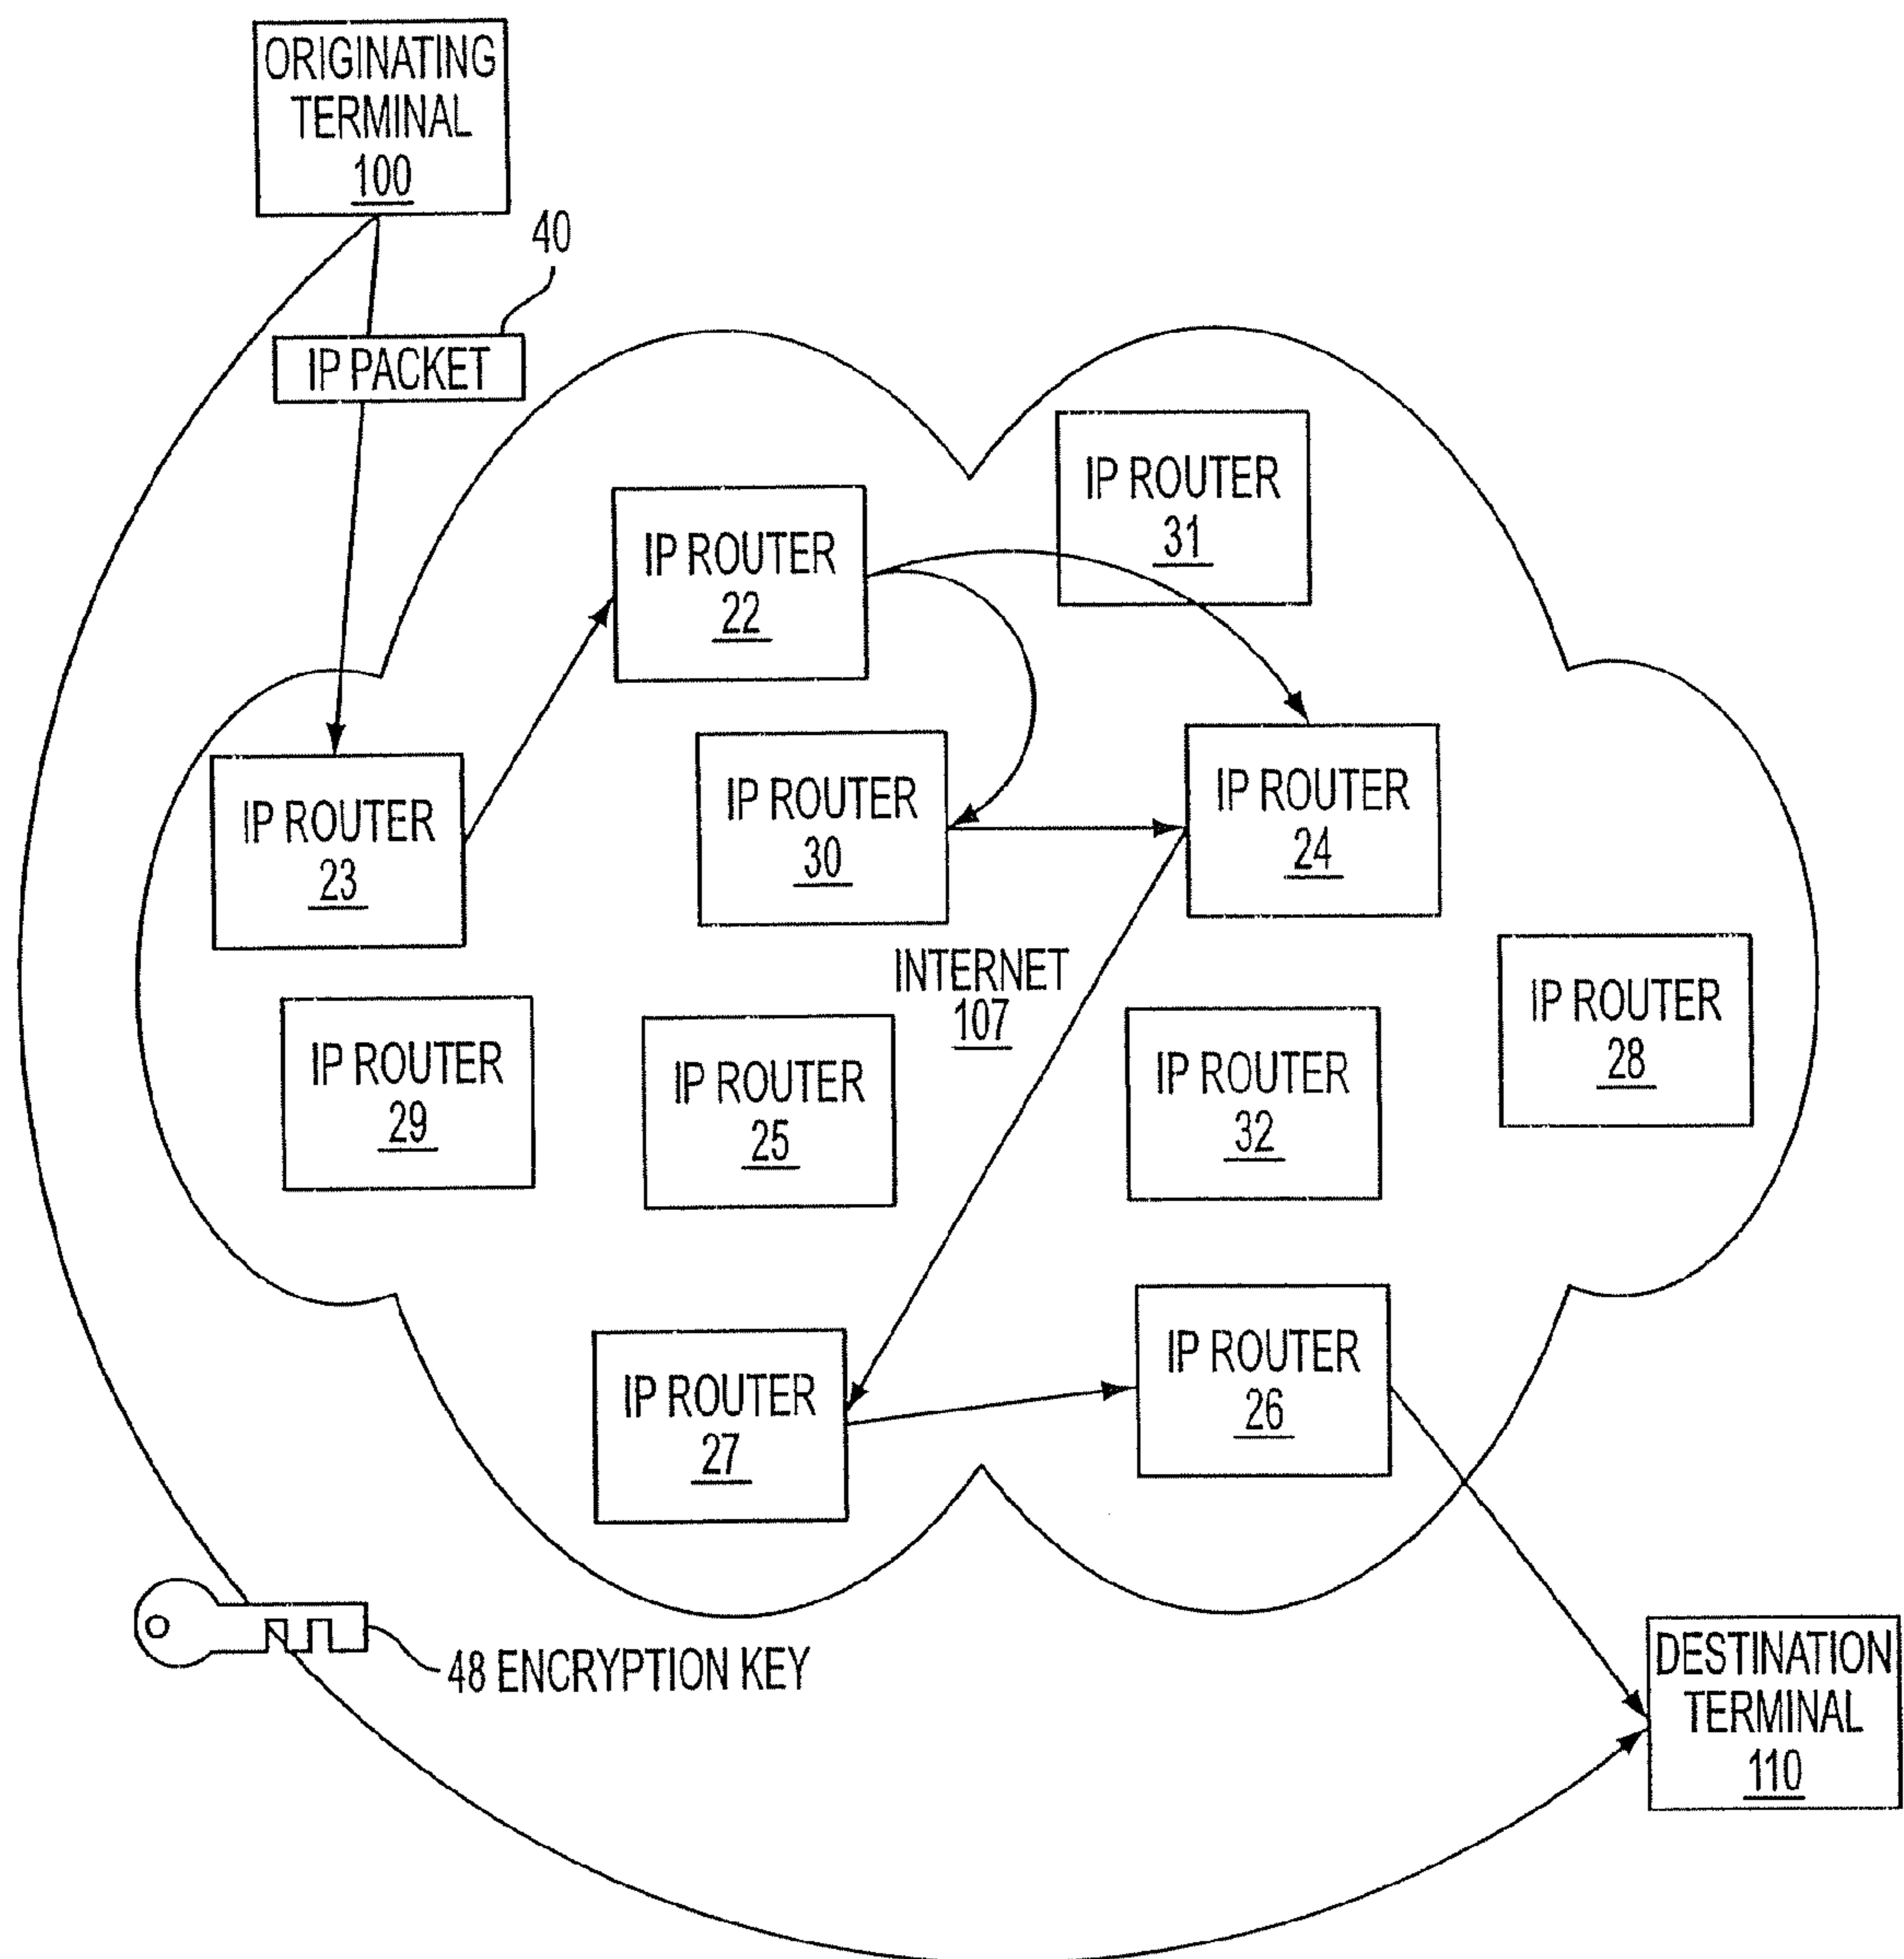 ORIGINATING
TERMINAL
100
40
IP PACKET
IP ROUTER
31
IP ROUTER
22
IP ROUTER
23
IP ROUTER
30
IP ROUTER
24
INTERNET
107
IP ROUTER
28
IP ROUTER
29
IP ROUTER
25
IP ROUTER
32
IP ROUTER
27
IP ROUTER
26
48 ENCRYPTION KEY
DESTINATION
TERMINAL
110